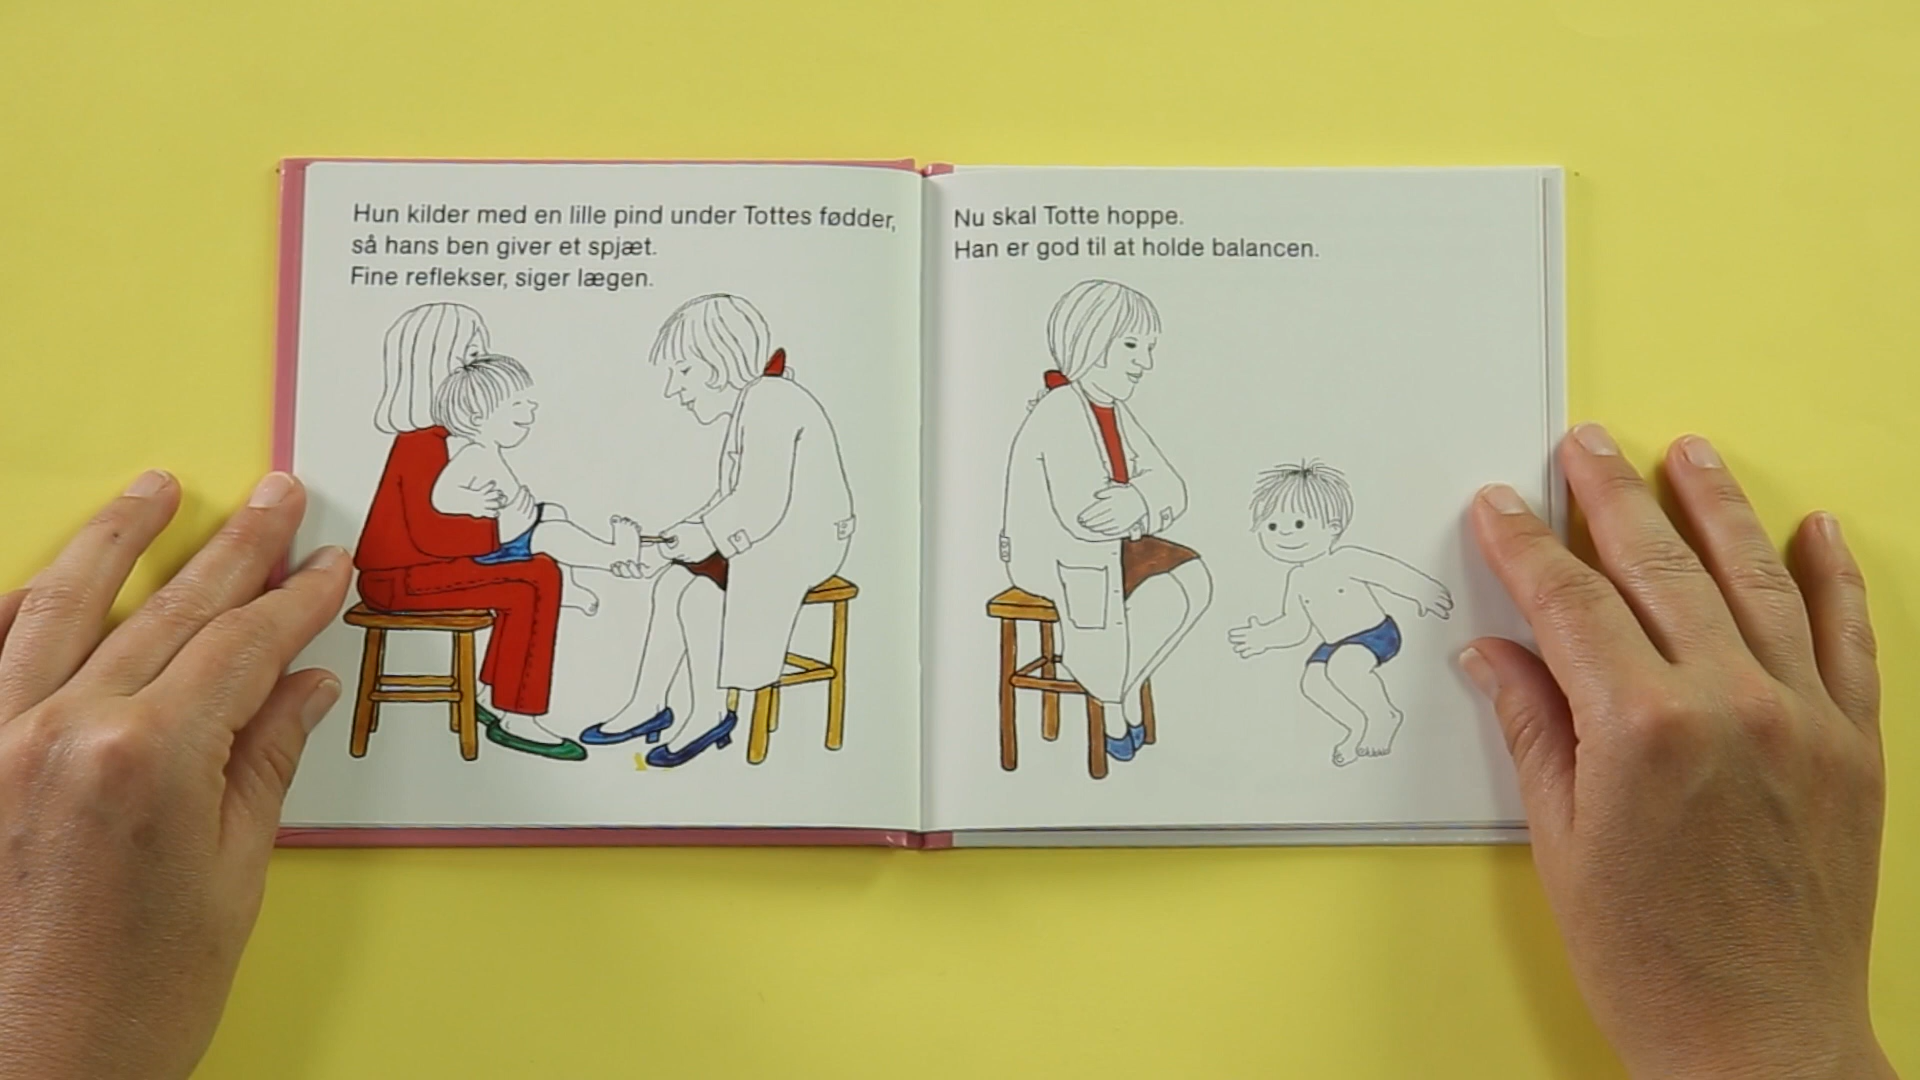 Hun kilder med en lille pind under Tottes fødder,
så hans ben giver et spjæt.
Fine reflekser, siger lægen.
Nu skal Totte hoppe.
Han er god til at holde balancen.